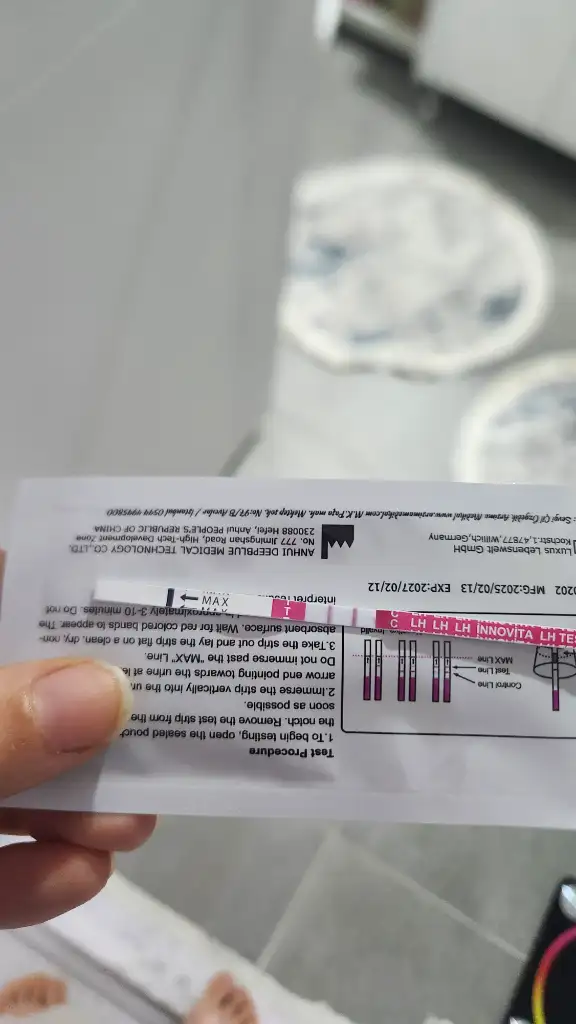 Test Procedure
1.To begin testing, open the sealed pouch
the notch. Remove the test strip from the
soon as possible.
2.Immerse the strip vertically into the
arrow end pointing towards the urine at
Do not immerse past the "MAX" Line.
3.Take the strip out and lay the strip flat on a clean, dry, non-
absorbent surface. Wait for red colored bands to appear. The
approximately 3-10 minutes. Do not
Control Line
Test Line
MAX Line
Invalid
← MAX
T
T
C LH LH LH INNOVITA LH TES
C
MFG:2025/02/13 EXP:2027/02/12
Luxus Lebenswelt GmbH
Kochstr.1,47877,Willich,Germany
ANHUI DEEPBLUE MEDICAL TECHNOLOGY CO.,LTD.
No. 777 Jimingshan Road, High-Tech Development Zone
230088 Hefei, Anhui PEOPLE'S REPUBLIC OF CHINA